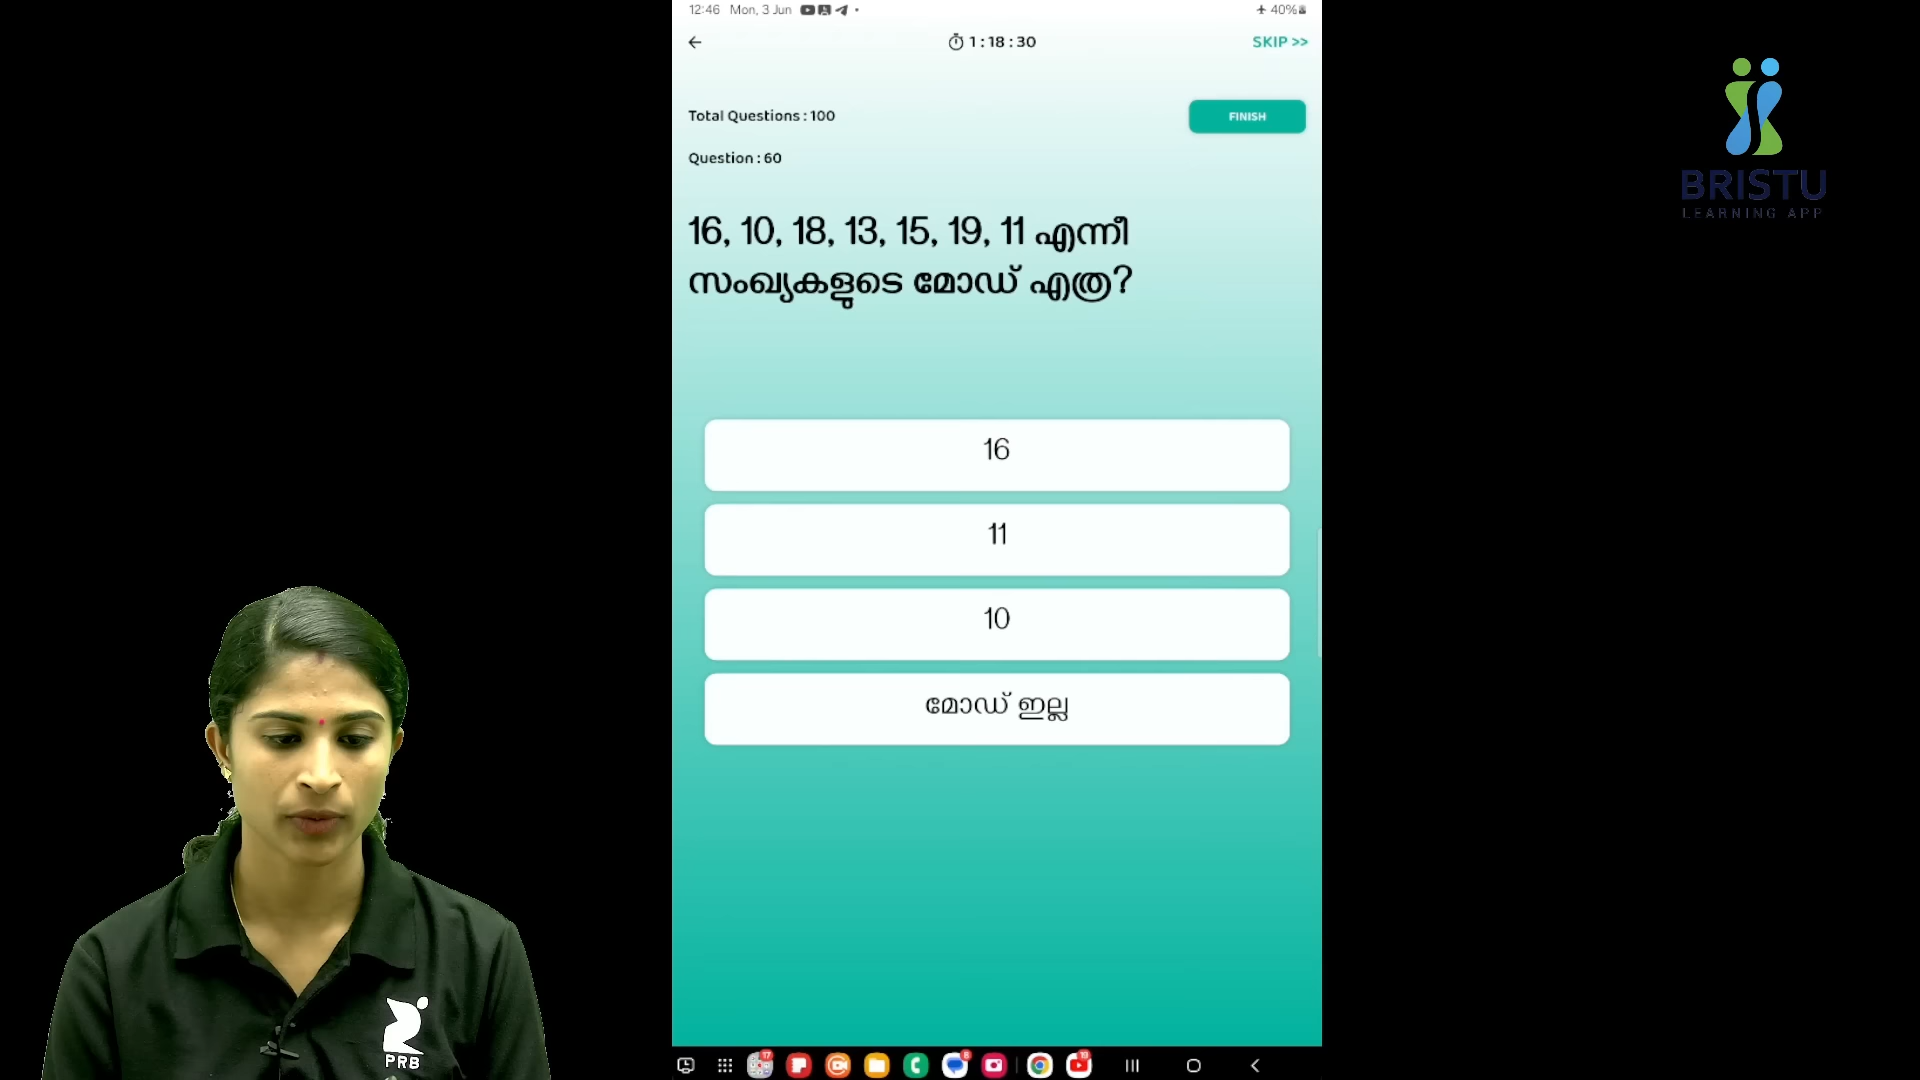 12:46 Mon, 3 Jun
40%
1 : 18 : 30
SKIP >>
Total Questions : 100
FINISH
Question : 60
16, 10, 18, 13, 15, 19, 11 എന്നീ
സംഖ്യകളുടെ മോഡ് എത്ര?
16
11
10
മോഡ് ഇല്ല
BRISTU
LEARNING APP
PRB
17